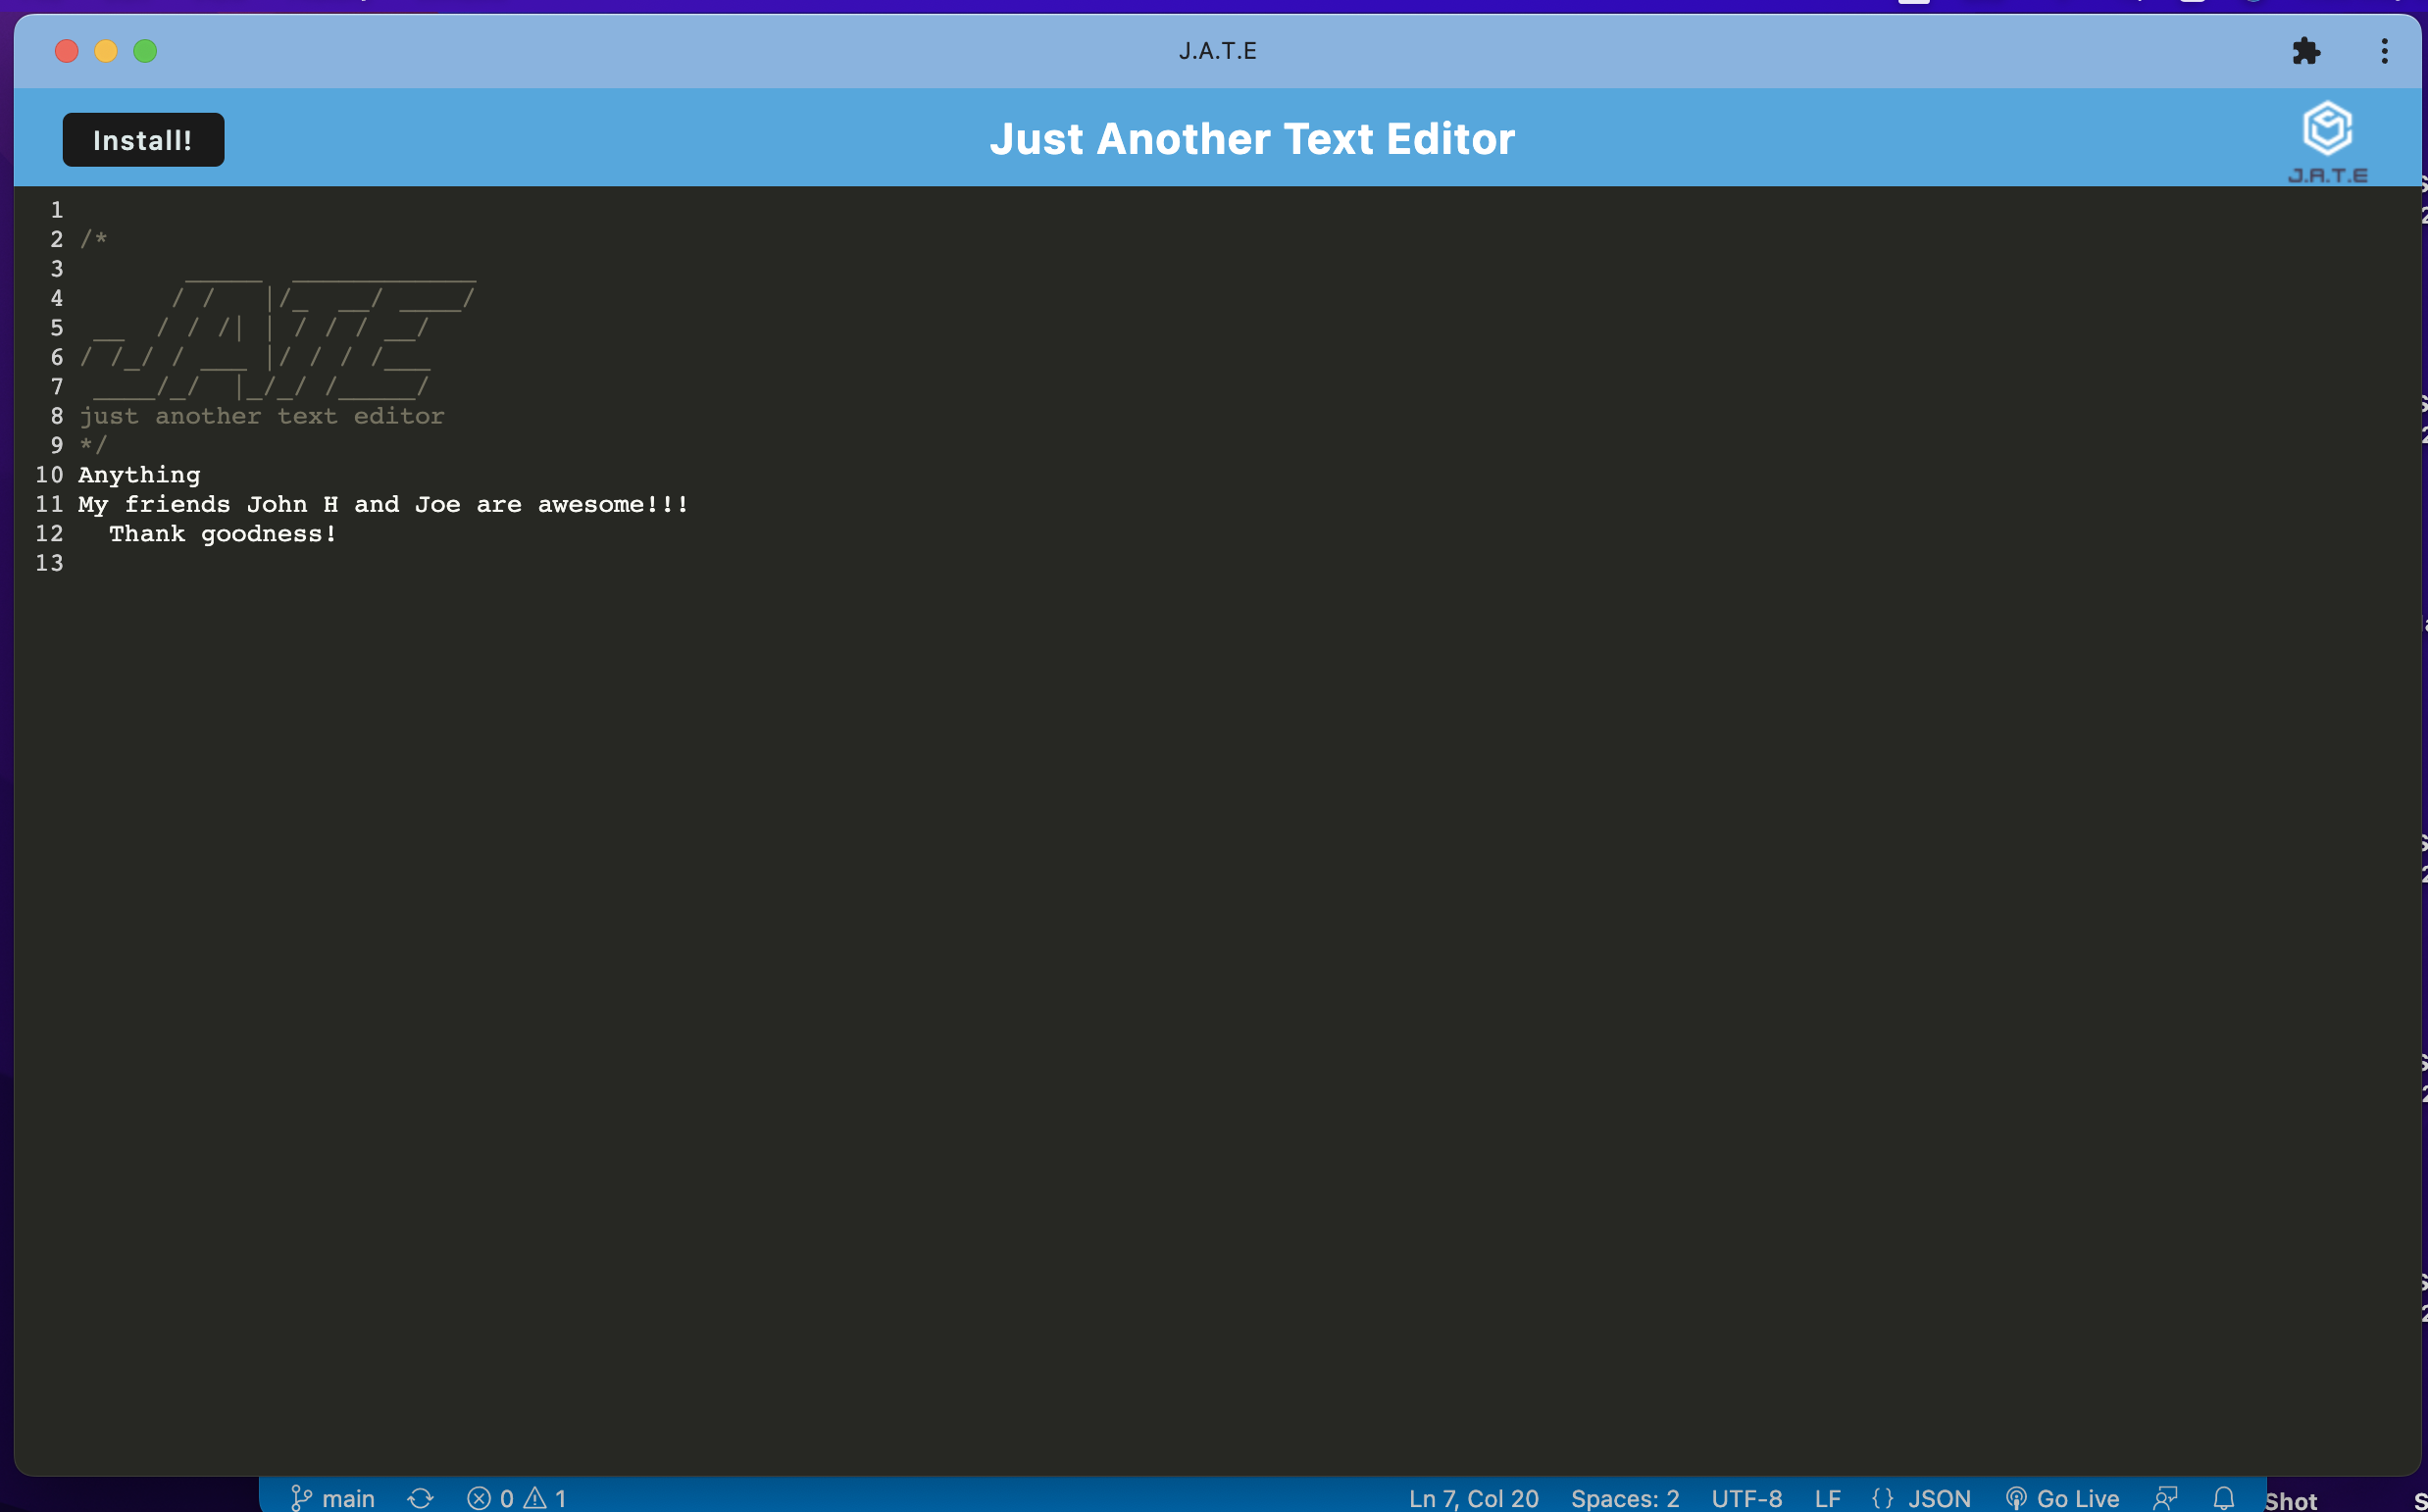 J.A.T.E
Install!
Just Another Text Editor
J.A.T.E
1
2 /*
3         _____  ____________
4       / /   |/_  __/ ____/
5  __  / / /| | / / / __/
6 / /_/ / ___ |/ / / /___
7  ____/_/  |_/_/ /_____/
8 just another text editor
9 */
10 Anything
11 My friends John H and Joe are awesome!!!
12   Thank goodness!
13
main 0 1 Ln 7, Col 20 Spaces: 2 UTF-8 LF {} JSON Go Live Shot